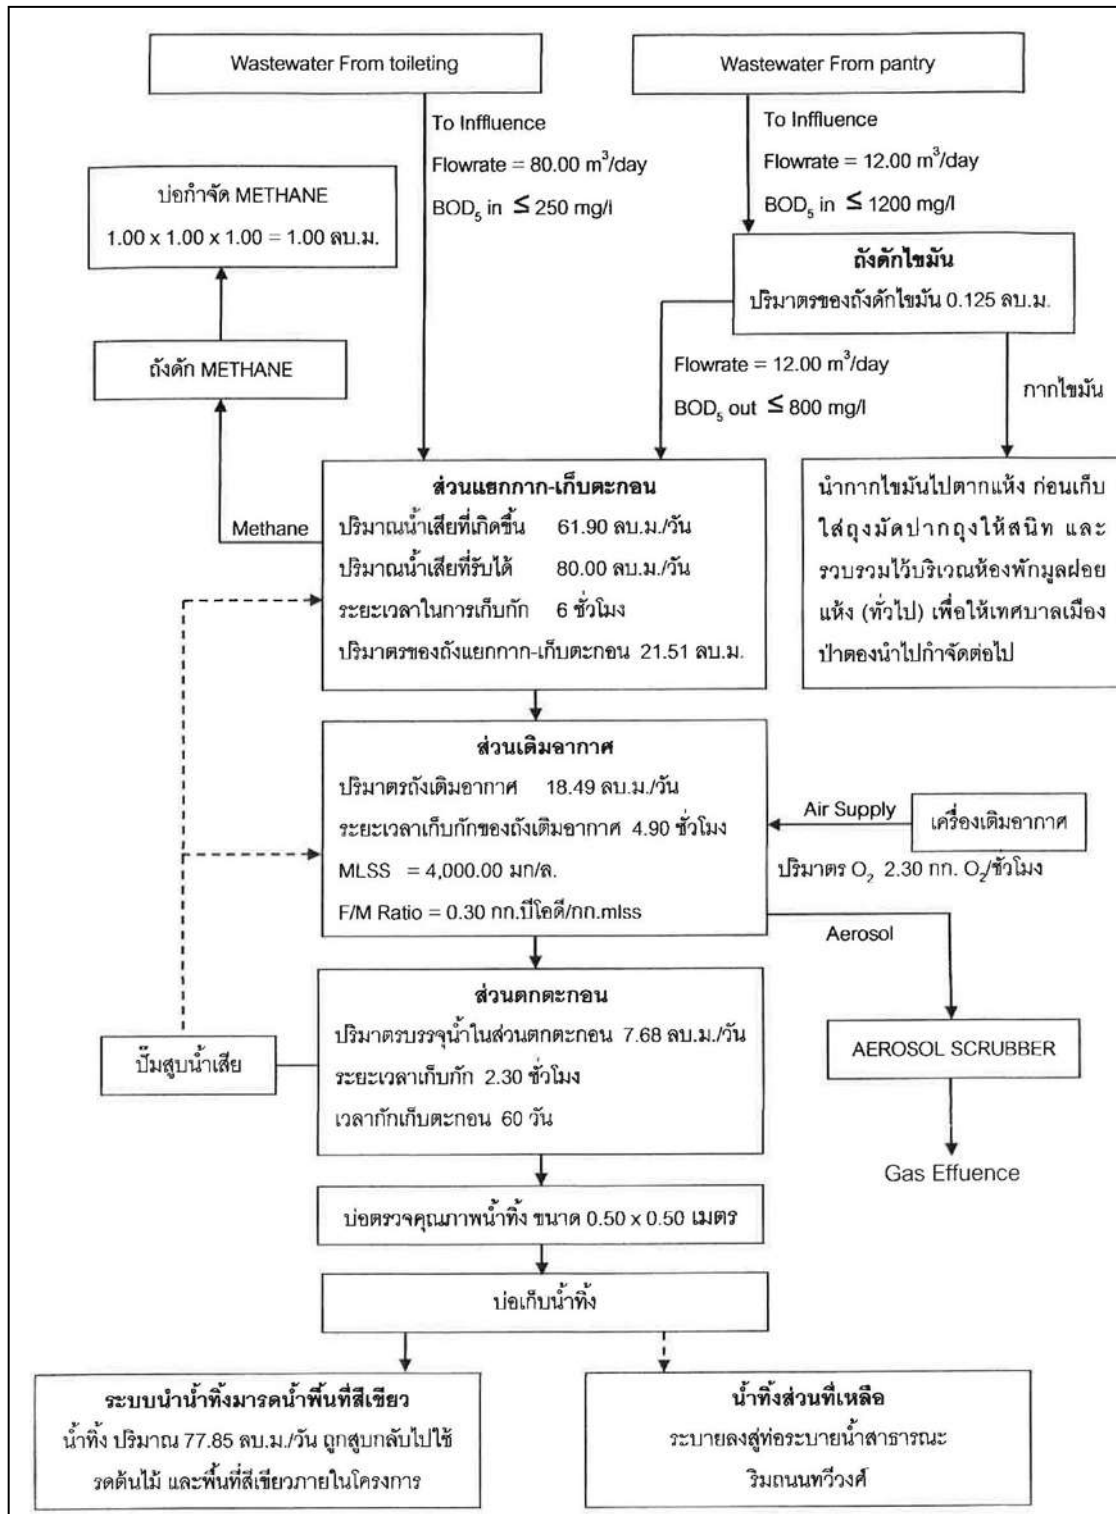 Wastewater From toileting
Wastewater From pantry
To Inffluence
Flowrate = 80.00 m³/day
BOD₅ in ≤ 250 mg/l
To Inffluence
Flowrate = 12.00 m³/day
BOD₅ in ≤ 1200 mg/l
บ่อกำจัด METHANE
1.00 x 1.00 x 1.00 = 1.00 ลบ.ม.
ถังดักไขมัน
ปริมาตรของถังดักไขมัน 0.125 ลบ.ม.
ถังดัก METHANE
Flowrate = 12.00 m³/day
BOD₅ out ≤ 800 mg/l
กากไขมัน
Methane
ส่วนแยกกาก-เก็บตะกอน
ปริมาณน้ำเสียที่เกิดขึ้น 61.90 ลบ.ม./วัน
ปริมาณน้ำเสียที่รับได้ 80.00 ลบ.ม./วัน
ระยะเวลาในการเก็บกัก 6 ชั่วโมง
ปริมาตรของถังแยกกาก-เก็บตะกอน 21.51 ลบ.ม.
นำกากไขมันไปตากแห้ง ก่อนเก็บ
ใส่ถุงมัดปากถุงให้สนิท และ
รวบรวมไว้บริเวณห้องพักมูลฝอย
แห้ง (ทั่วไป) เพื่อให้เทศบาลเมือง
ป่าตองนำไปกำจัดต่อไป
ส่วนเติมอากาศ
ปริมาตรถังเติมอากาศ 18.49 ลบ.ม./วัน
ระยะเวลาเก็บกักของถังเติมอากาศ 4.90 ชั่วโมง
MLSS = 4,000.00 มก/ล.
F/M Ratio = 0.30 กก.บีโอดี/กก.mlss
Air Supply
เครื่องเติมอากาศ
ปริมาตร O₂ 2.30 กก. O₂/ชั่วโมง
Aerosol
ส่วนตกตะกอน
ปริมาตรบรรจุน้ำในส่วนตกตะกอน 7.68 ลบ.ม./วัน
ระยะเวลาเก็บกัก 2.30 ชั่วโมง
เวลากักเก็บตะกอน 60 วัน
ปั๊มสูบน้ำเสีย
AEROSOL SCRUBBER
Gas Effuence
บ่อตรวจคุณภาพน้ำทิ้ง ขนาด 0.50 x 0.50 เมตร
บ่อเก็บน้ำทิ้ง
ระบบนำน้ำทิ้งมารดน้ำพื้นที่สีเขียว
น้ำทิ้ง ปริมาณ 77.85 ลบ.ม./วัน ถูกสูบกลับไปใช้
รดต้นไม้ และพื้นที่สีเขียวภายในโครงการ
น้ำทิ้งส่วนที่เหลือ
ระบายลงสู่ท่อระบายน้ำสาธารณะ
ริมถนนทวีวงศ์